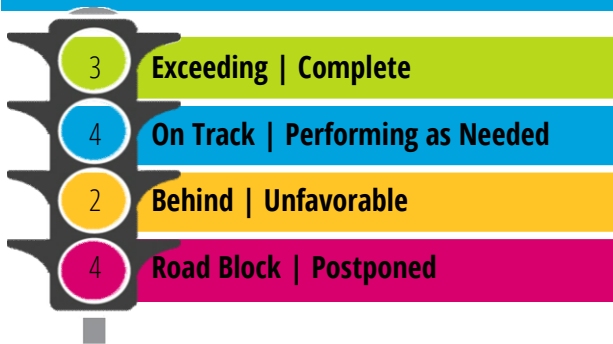 3 Exceeding | Complete
4 On Track | Performing as Needed
2 Behind | Unfavorable
4 Road Block | Postponed